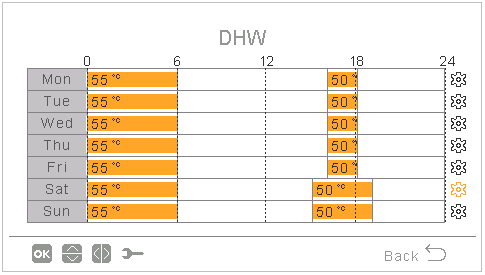 DHW
0 6 12 18 24
Mon 55 °C 50 °
Tue 55 °C 50 °
Wed 55 °C 50 °
Thu 55 °C 50 °
Fri 55 °C 50 °
Sat 55 °C 50 °C
Sun 55 °C 50 °C
OK Back